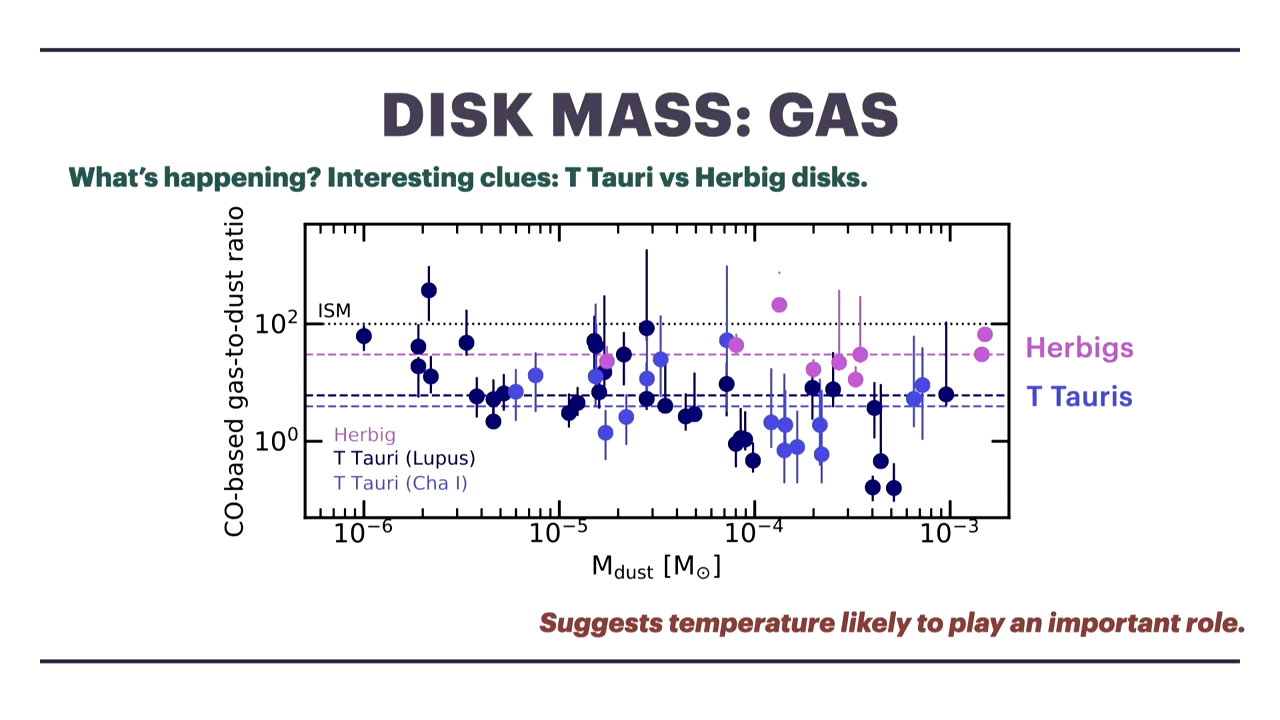 DISK MASS: GAS
What's happening? Interesting clues: T Tauri vs Herbig disks.
CO-based gas-to-dust ratio
10²
10⁰
ISM
Herbig
T Tauri (Lupus)
T Tauri (Cha I)
Herbigs
T Tauris
10⁻⁶
10⁻⁵
10⁻⁴
10⁻³
M_dust [M_⊙]
Suggests temperature likely to play an important role.